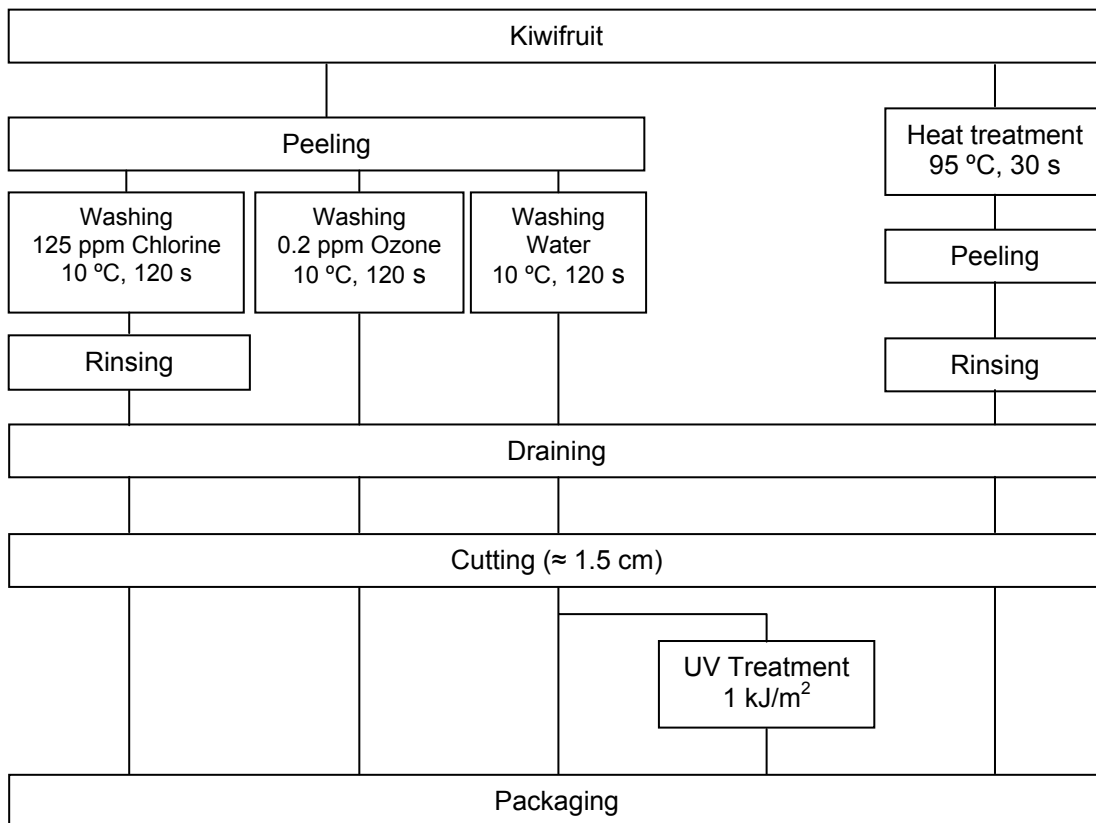 Kiwifruit
Peeling
Heat treatment
95 ºC, 30 s
Washing
125 ppm Chlorine
10 ºC, 120 s
Washing
0.2 ppm Ozone
10 ºC, 120 s
Washing
Water
10 ºC, 120 s
Peeling
Rinsing
Rinsing
Draining
Cutting (≈ 1.5 cm)
UV Treatment
1 kJ/m²
Packaging